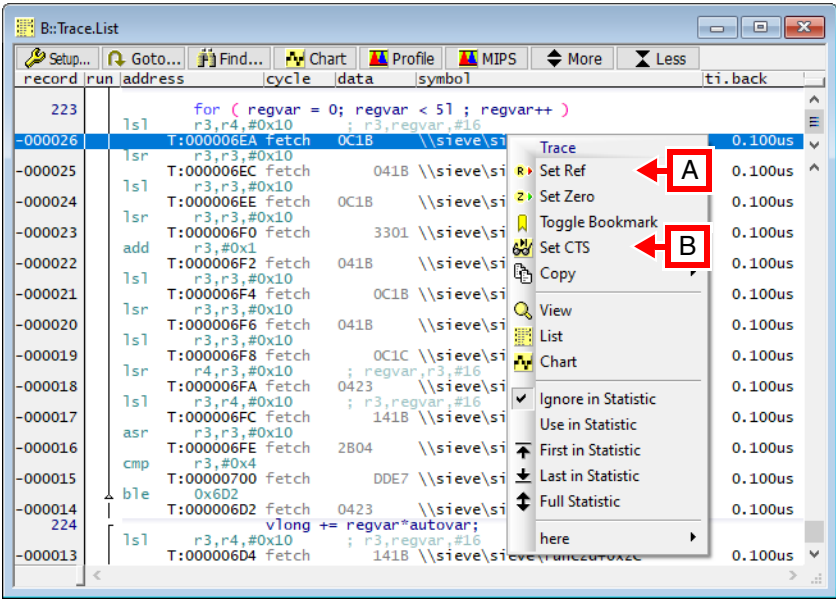 B::Trace.List
Setup... Goto... Find... Chart Profile MIPS More Less
record run address cycle data symbol ti.back
223 for ( regvar = 0; regvar < 5l ; regvar++ )
lsl r3,r4,#0x10 ; r3,regvar,#16
-000026 T:000006EA fetch 0C1B \\sieve\si 0.100us
lsr r3,r3,#0x10
-000025 T:000006EC fetch 041B \\sieve\si 0.100us
lsl r3,r3,#0x10
-000024 T:000006EE fetch 0C1B \\sieve\si 0.100us
lsr r3,r3,#0x10
-000023 T:000006F0 fetch 3301 \\sieve\si 0.100us
add r3,#0x1
-000022 T:000006F2 fetch 041B \\sieve\si 0.100us
lsl r3,r3,#0x10
-000021 T:000006F4 fetch 0C1B \\sieve\si 0.100us
lsr r3,r3,#0x10
-000020 T:000006F6 fetch 041B \\sieve\si 0.100us
lsl r3,r3,#0x10
-000019 T:000006F8 fetch 0C1C \\sieve\si 0.100us
lsr r4,r3,#0x10 ; regvar,r3,#16
-000018 T:000006FA fetch 0423 \\sieve\si 0.100us
lsl r3,r4,#0x10 ; r3,regvar,#16
-000017 T:000006FC fetch 141B \\sieve\si 0.100us
asr r3,r3,#0x10
-000016 T:000006FE fetch 2B04 \\sieve\si 0.100us
cmp r3,#0x4
-000015 T:00000700 fetch DDE7 \\sieve\si 0.100us
ble 0x6D2
-000014 T:000006D2 fetch 0423 \\sieve\si 0.100us
224 vlong += regvar*autovar;
lsl r3,r4,#0x10 ; r3,regvar,#16
-000013 T:000006D4 fetch 141B \\sieve\sieve\func2d+0x2C 0.100us
Trace
Set Ref
A
Set Zero
Toggle Bookmark
Set CTS
B
Copy
View
List
Chart
Ignore in Statistic
Use in Statistic
First in Statistic
Last in Statistic
Full Statistic
here